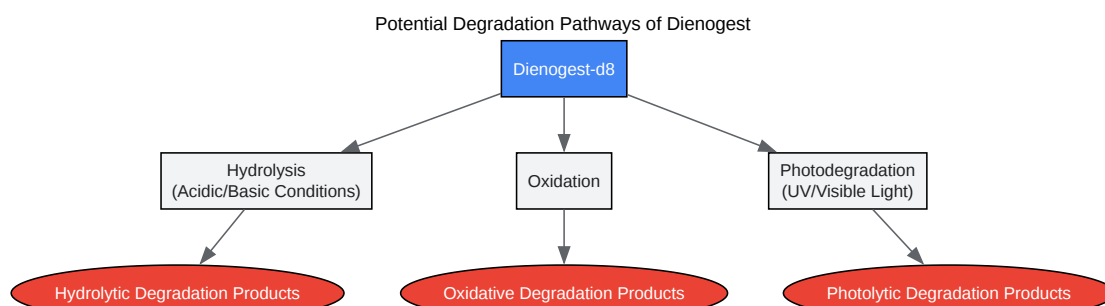 Potential Degradation Pathways of Dienogest
Dienogest-d8
Hydrolysis
(Acidic/Basic Conditions)
Oxidation
Photodegradation
(UV/Visible Light)
Hydrolytic Degradation Products
Oxidative Degradation Products
Photolytic Degradation Products